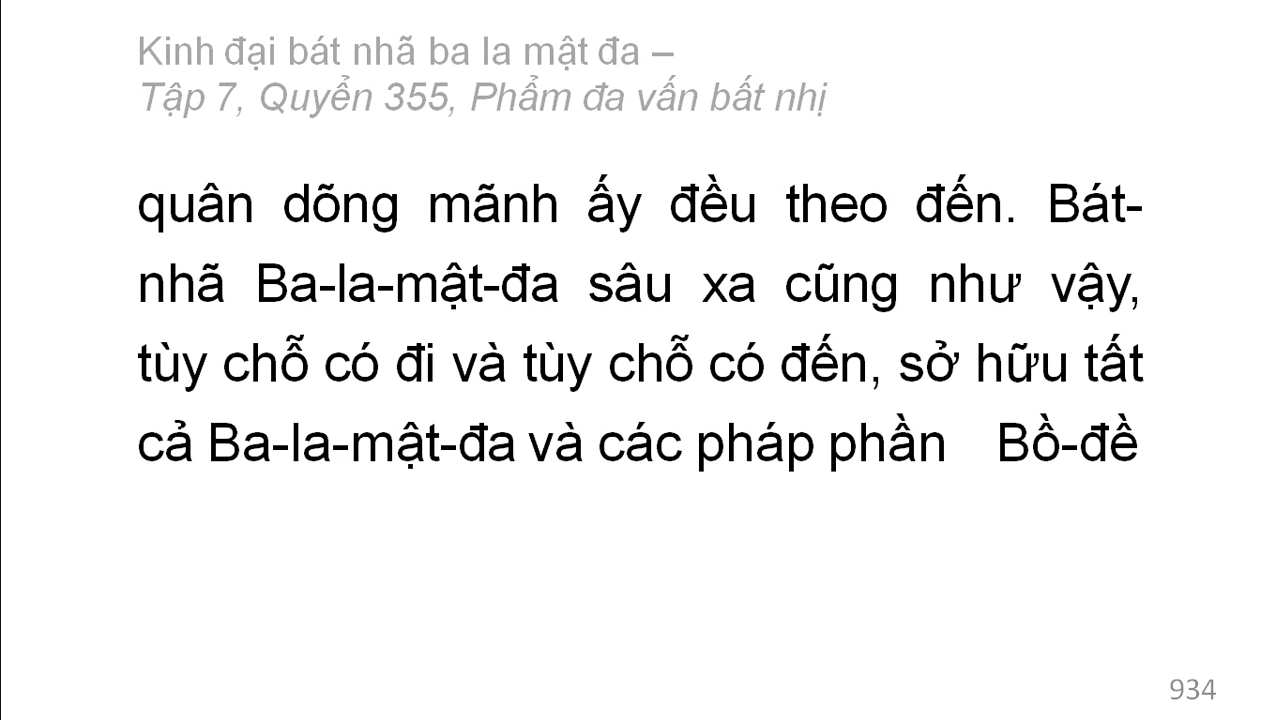 Kinh đại bát nhã ba la mật đa –
Tập 7, Quyển 355, Phẩm đa vấn bất nhị
quân dõng mãnh ấy đều theo đến. Bát-
nhã Ba-la-mật-đa sâu xa cũng như vậy,
tùy chỗ có đi và tùy chỗ có đến, sở hữu tất
cả Ba-la-mật-đa và các pháp phần Bồ-đề
934